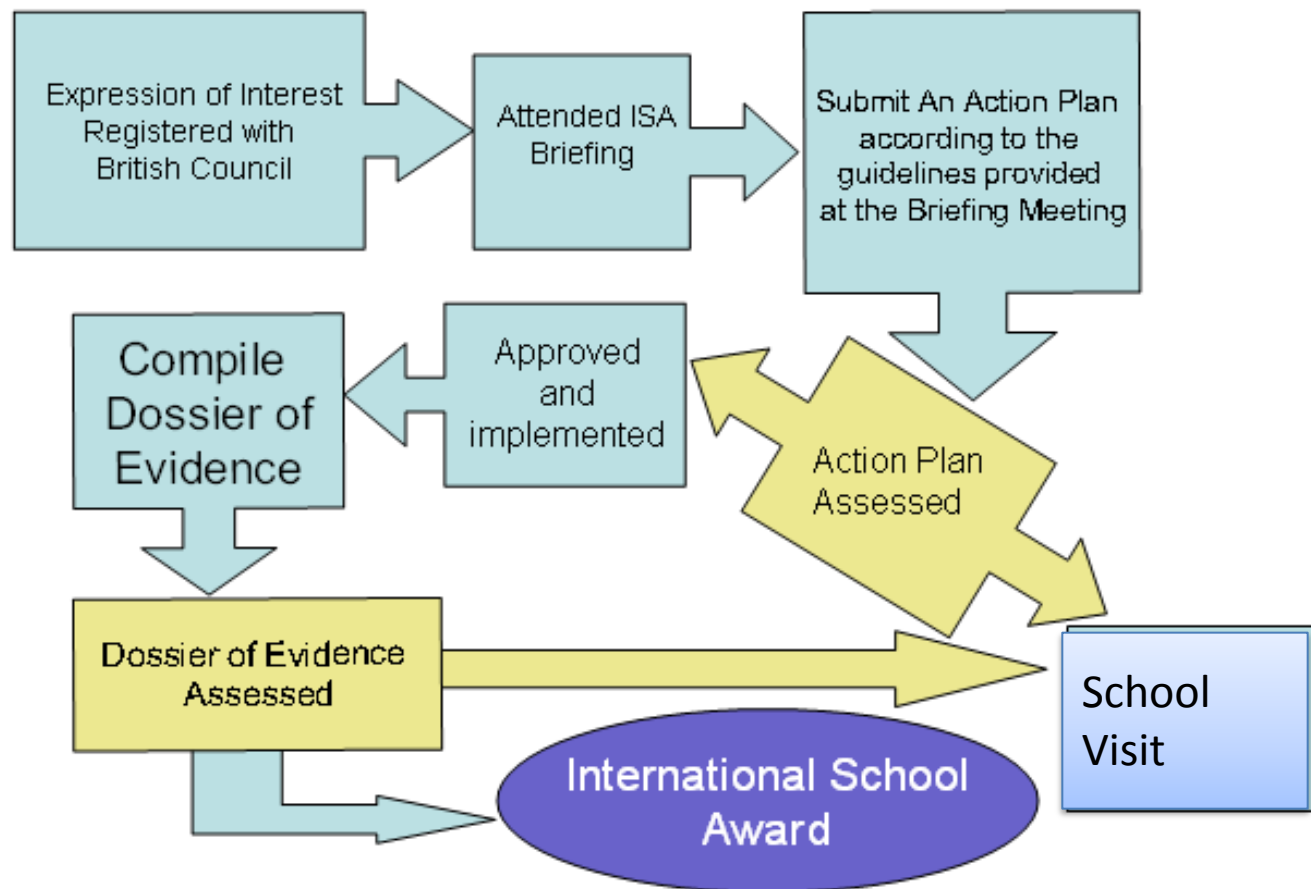 Expression of Interest
Registered with
British Council
Attended ISA
Briefing
Submit An Action Plan
according to the
guidelines provided
at the Briefing Meeting
Action Plan
Assessed
Approved
and
implemented
Compile
Dossier of
Evidence
Dossier of Evidence
Assessed
School
Visit
International School
Award